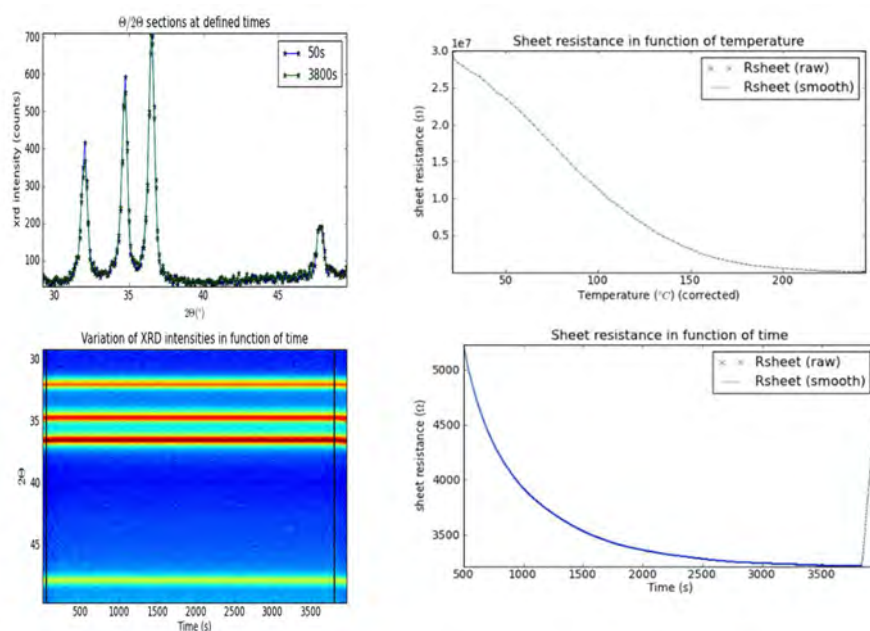 Θ/2Θ sections at defined times
700
600
500
400
300
200
100
xrd intensity (counts)
50s
3800s
30
35
40
45
2Θ(°)
Sheet resistance in function of temperature
1e7
3.0
2.5
2.0
1.5
1.0
0.5
sheet resistance (Ω)
Rsheet (raw)
Rsheet (smooth)
50
100
150
200
Temperature (°C) (corrected)
Variation of XRD intensities in function of time
30
35
40
45
2Θ
500
1000
1500
2000
2500
3000
3500
Time (s)
Sheet resistance in function of time
5000
4500
4000
3500
sheet resistance (Ω)
Rsheet (raw)
Rsheet (smooth)
500
1000
1500
2000
2500
3000
3500
Time (s)